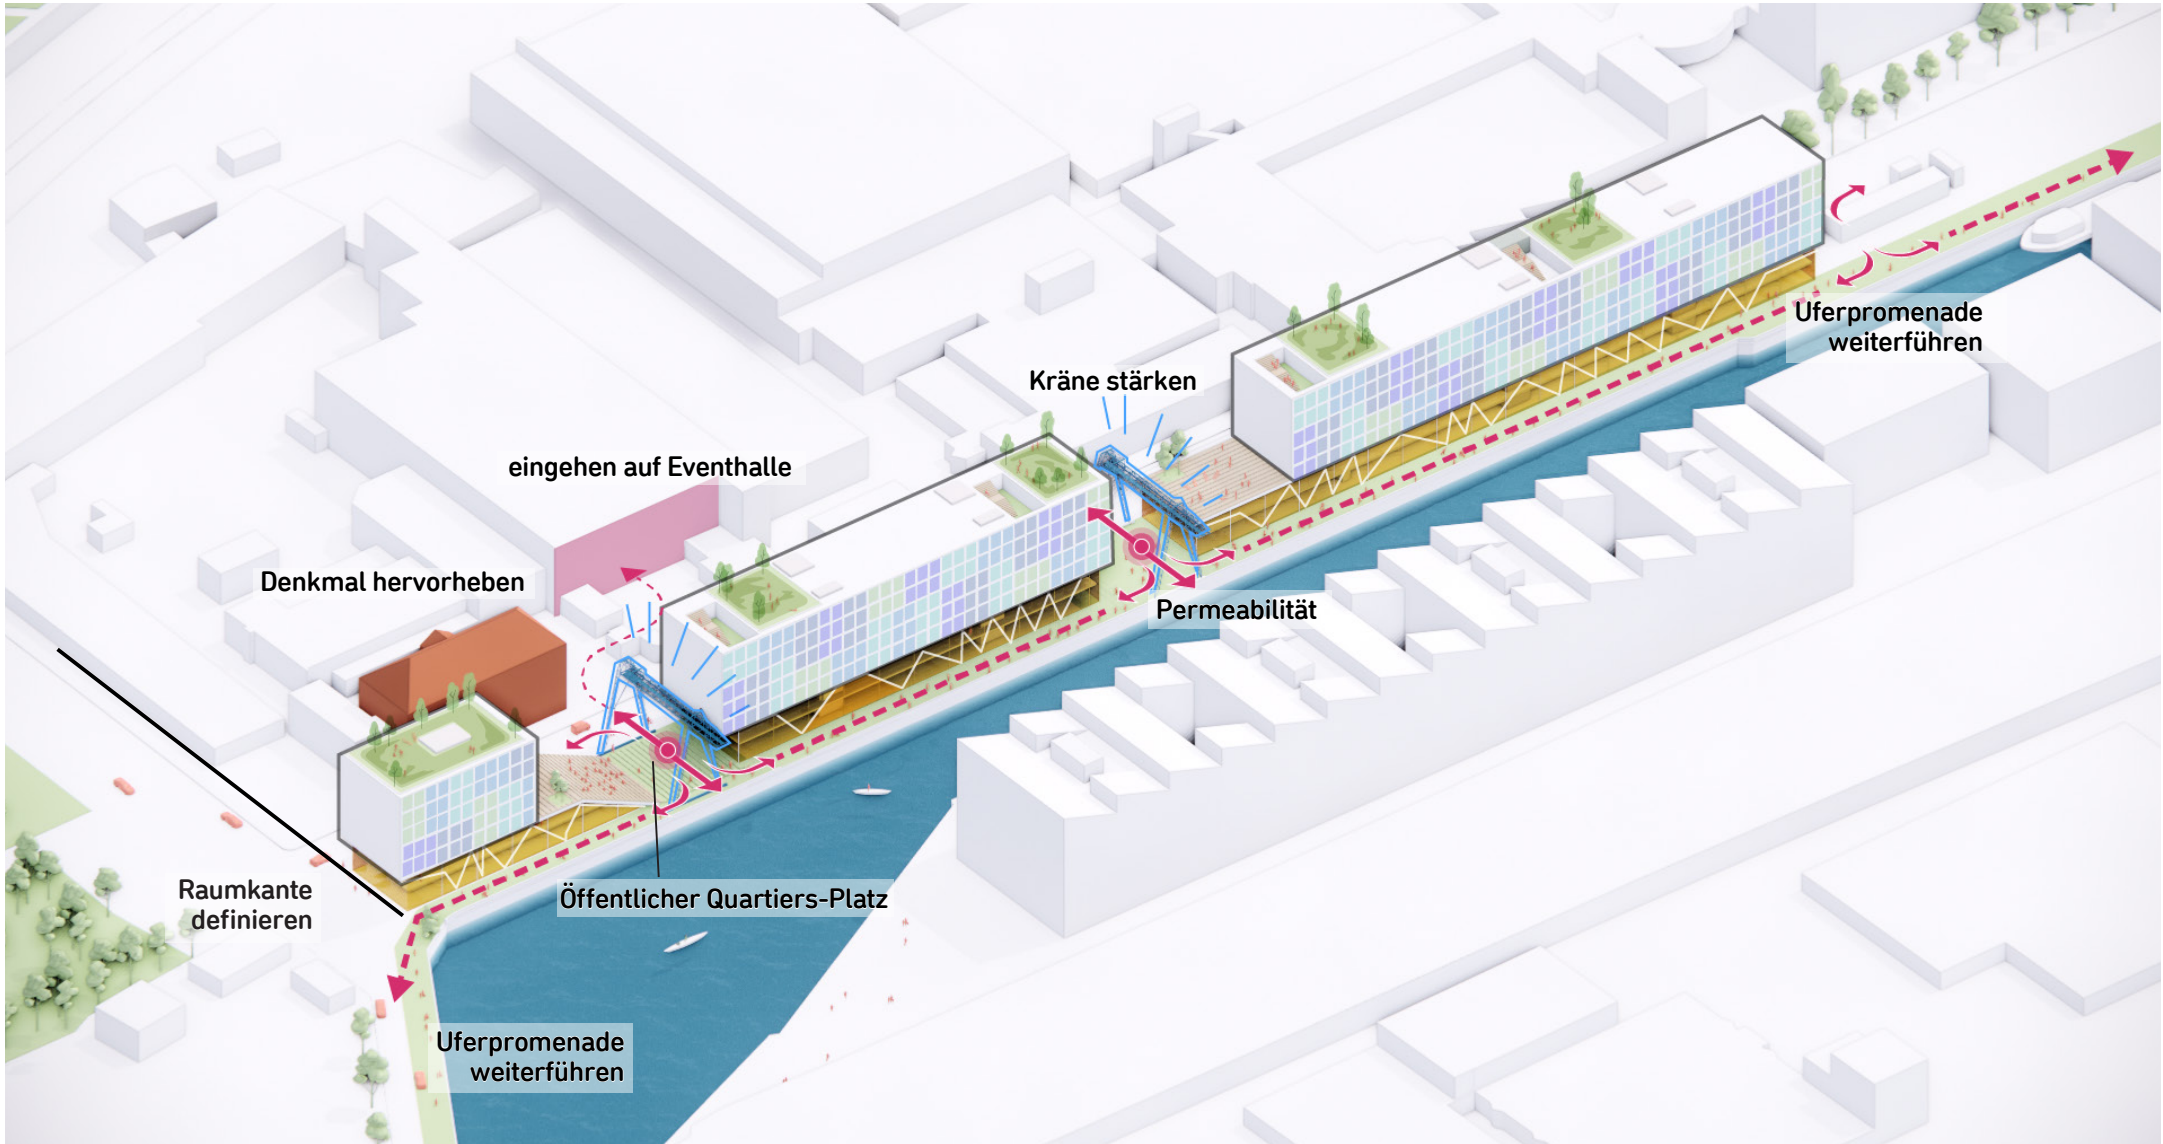 Uferpromenade
weiterführen
Kräne stärken
eingehen auf Eventhalle
Denkmal hervorheben
Permeabilität
Raumkante
definieren
Öffentlicher Quartiers-Platz
Uferpromenade
weiterführen